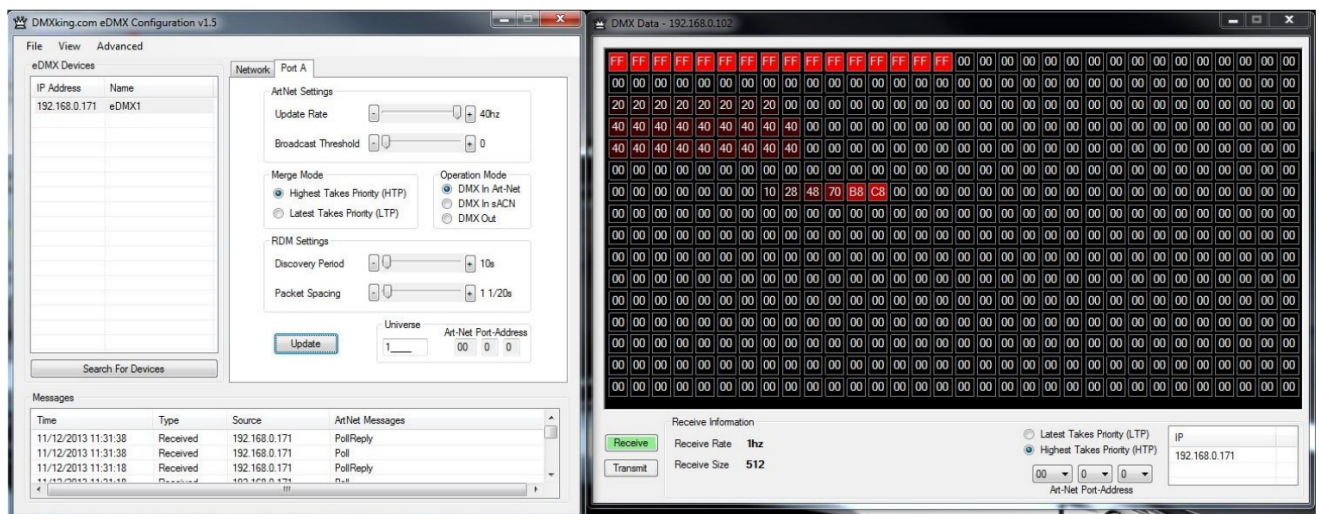 DMXking.com eDMX Configuration v1.5
File View Advanced
eDMX Devices
IP Address Name
192.168.0.171 eDMX1
Search For Devices
Network Port A
ArtNet Settings
Update Rate - + 40hz
Broadcast Threshold - + 0
Merge Mode
Highest Takes Priority (HTP)
Latest Takes Priority (LTP)
Operation Mode
DMX In Art-Net
DMX In sACN
DMX Out
RDM Settings
Discovery Period - + 10s
Packet Spacing - + 1 1/20s
Update
Universe
1____
Art-Net Port-Address
00 0 0
Messages
Time Type Source ArtNet Messages
11/12/2013 11:31:38 Received 192.168.0.171 PollReply
11/12/2013 11:31:38 Received 192.168.0.171 Poll
11/12/2013 11:31:18 Received 192.168.0.171 PollReply
DMX Data - 192.168.0.102
FF FF FF FF FF FF FF FF FF FF FF FF FF FF FF FF 00 00 00 00 00 00 00 00 00 00 00 00 00 00 00 00
00 00 00 00 00 00 00 00 00 00 00 00 00 00 00 00 00 00 00 00 00 00 00 00 00 00 00 00 00 00 00 00
20 20 20 20 20 20 20 20 00 00 00 00 00 00 00 00 00 00 00 00 00 00 00 00 00 00 00 00 00 00 00 00
40 40 40 40 40 40 40 40 40 00 00 00 00 00 00 00 00 00 00 00 00 00 00 00 00 00 00 00 00 00 00 00
40 40 40 40 40 40 40 40 40 00 00 00 00 00 00 00 00 00 00 00 00 00 00 00 00 00 00 00 00 00 00 00
00 00 00 00 00 00 00 00 00 00 00 00 00 00 00 00 00 00 00 00 00 00 00 00 00 00 00 00 00 00 00 00
00 00 00 00 00 00 00 10 28 48 70 B8 C8 00 00 00 00 00 00 00 00 00 00 00 00 00 00 00 00 00 00 00
00 00 00 00 00 00 00 00 00 00 00 00 00 00 00 00 00 00 00 00 00 00 00 00 00 00 00 00 00 00 00 00
00 00 00 00 00 00 00 00 00 00 00 00 00 00 00 00 00 00 00 00 00 00 00 00 00 00 00 00 00 00 00 00
00 00 00 00 00 00 00 00 00 00 00 00 00 00 00 00 00 00 00 00 00 00 00 00 00 00 00 00 00 00 00 00
00 00 00 00 00 00 00 00 00 00 00 00 00 00 00 00 00 00 00 00 00 00 00 00 00 00 00 00 00 00 00 00
00 00 00 00 00 00 00 00 00 00 00 00 00 00 00 00 00 00 00 00 00 00 00 00 00 00 00 00 00 00 00 00
00 00 00 00 00 00 00 00 00 00 00 00 00 00 00 00 00 00 00 00 00 00 00 00 00 00 00 00 00 00 00 00
00 00 00 00 00 00 00 00 00 00 00 00 00 00 00 00 00 00 00 00 00 00 00 00 00 00 00 00 00 00 00 00
00 00 00 00 00 00 00 00 00 00 00 00 00 00 00 00 00 00 00 00 00 00 00 00 00 00 00 00 00 00 00 00
00 00 00 00 00 00 00 00 00 00 00 00 00 00 00 00 00 00 00 00 00 00 00 00 00 00 00 00 00 00 00 00
Receive
Transmit
Receive Information
Receive Rate 1hz
Receive Size 512
Latest Takes Priority (LTP)
Highest Takes Priority (HTP)
00 0 0
Art-Net Port-Address
IP
192.168.0.171